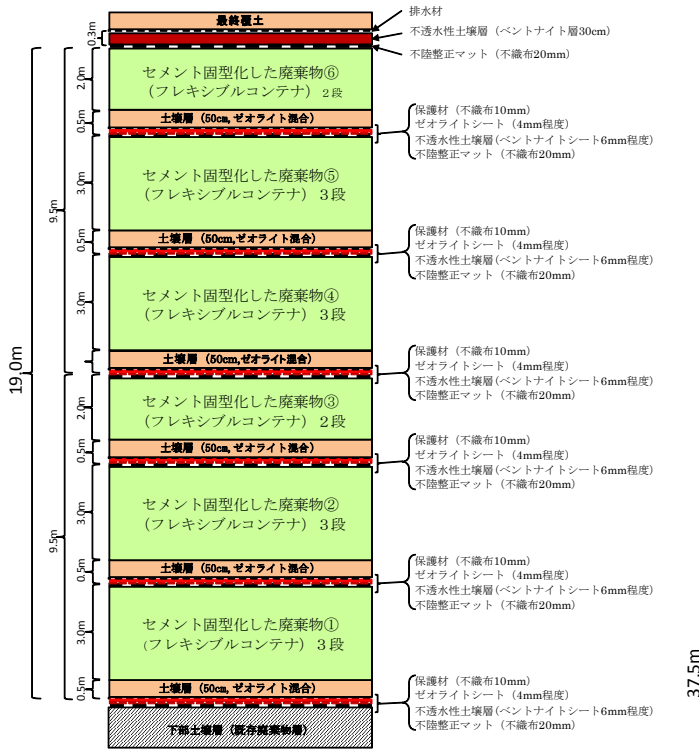 最終覆土
排水材
不透水性土壌層(ベントナイト層30cm)
不陸整正マット(不織布20mm)
0.3m
セメント固型化した廃棄物⑥
(フレキシブルコンテナ) 2段
2.0m
土壌層(50cm,ゼオライト混合)
0.5m
保護材(不織布10mm)
ゼオライトシート(4mm程度)
不透水性土壌層(ベントナイトシート6mm程度)
不陸整正マット(不織布20mm)
セメント固型化した廃棄物⑤
(フレキシブルコンテナ) 3段
3.0m
9.5m
土壌層(50cm,ゼオライト混合)
0.5m
保護材(不織布10mm)
ゼオライトシート(4mm程度)
不透水性土壌層(ベントナイトシート6mm程度)
不陸整正マット(不織布20mm)
セメント固型化した廃棄物④
(フレキシブルコンテナ) 3段
3.0m
土壌層(50cm,ゼオライト混合)
保護材(不織布10mm)
ゼオライトシート(4mm程度)
不透水性土壌層(ベントナイトシート6mm程度)
不陸整正マット(不織布20mm)
19.0m
セメント固型化した廃棄物③
(フレキシブルコンテナ) 2段
2.0m
土壌層(50cm,ゼオライト混合)
0.5m
保護材(不織布10mm)
ゼオライトシート(4mm程度)
不透水性土壌層(ベントナイトシート6mm程度)
不陸整正マット(不織布20mm)
セメント固型化した廃棄物②
(フレキシブルコンテナ) 3段
3.0m
9.5m
土壌層(50cm,ゼオライト混合)
0.5m
保護材(不織布10mm)
ゼオライトシート(4mm程度)
不透水性土壌層(ベントナイトシート6mm程度)
不陸整正マット(不織布20mm)
セメント固型化した廃棄物①
(フレキシブルコンテナ) 3段
3.0m
土壌層(50cm,ゼオライト混合)
0.5m
保護材(不織布10mm)
ゼオライトシート(4mm程度)
不透水性土壌層(ベントナイトシート6mm程度)
不陸整正マット(不織布20mm)
下部土壌層(既存廃棄物層)
37.5m